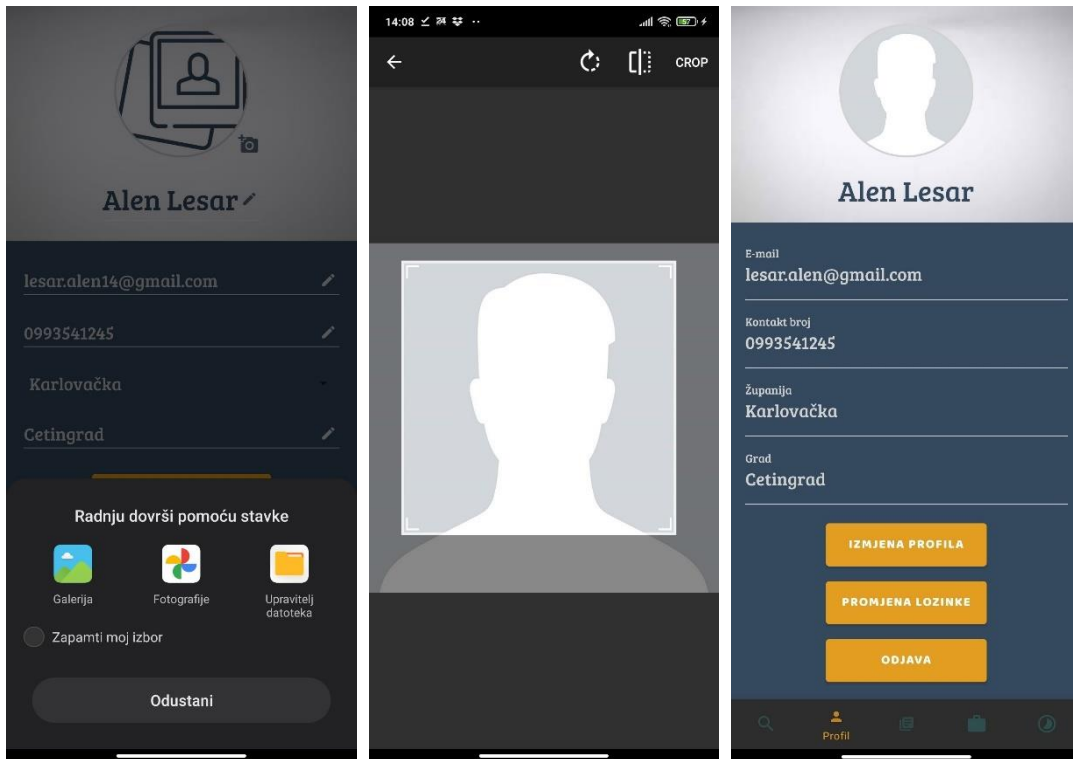 Alen Lesar
lesar.alen14@gmail.com
0993541245
Karlovačka
Cetingrad
Radnju dovrši pomoću stavke
Galerija
Fotografije
Upravitelj
datoteka
Zapamti moj izbor
Odustani
14:08
57
CROP
Alen Lesar
E-mail
lesar.alen@gmail.com
Kontakt broj
0993541245
Županija
Karlovačka
Grad
Cetingrad
IZMJENA PROFILA
PROMJENA LOZINKE
ODJAVA
Profil